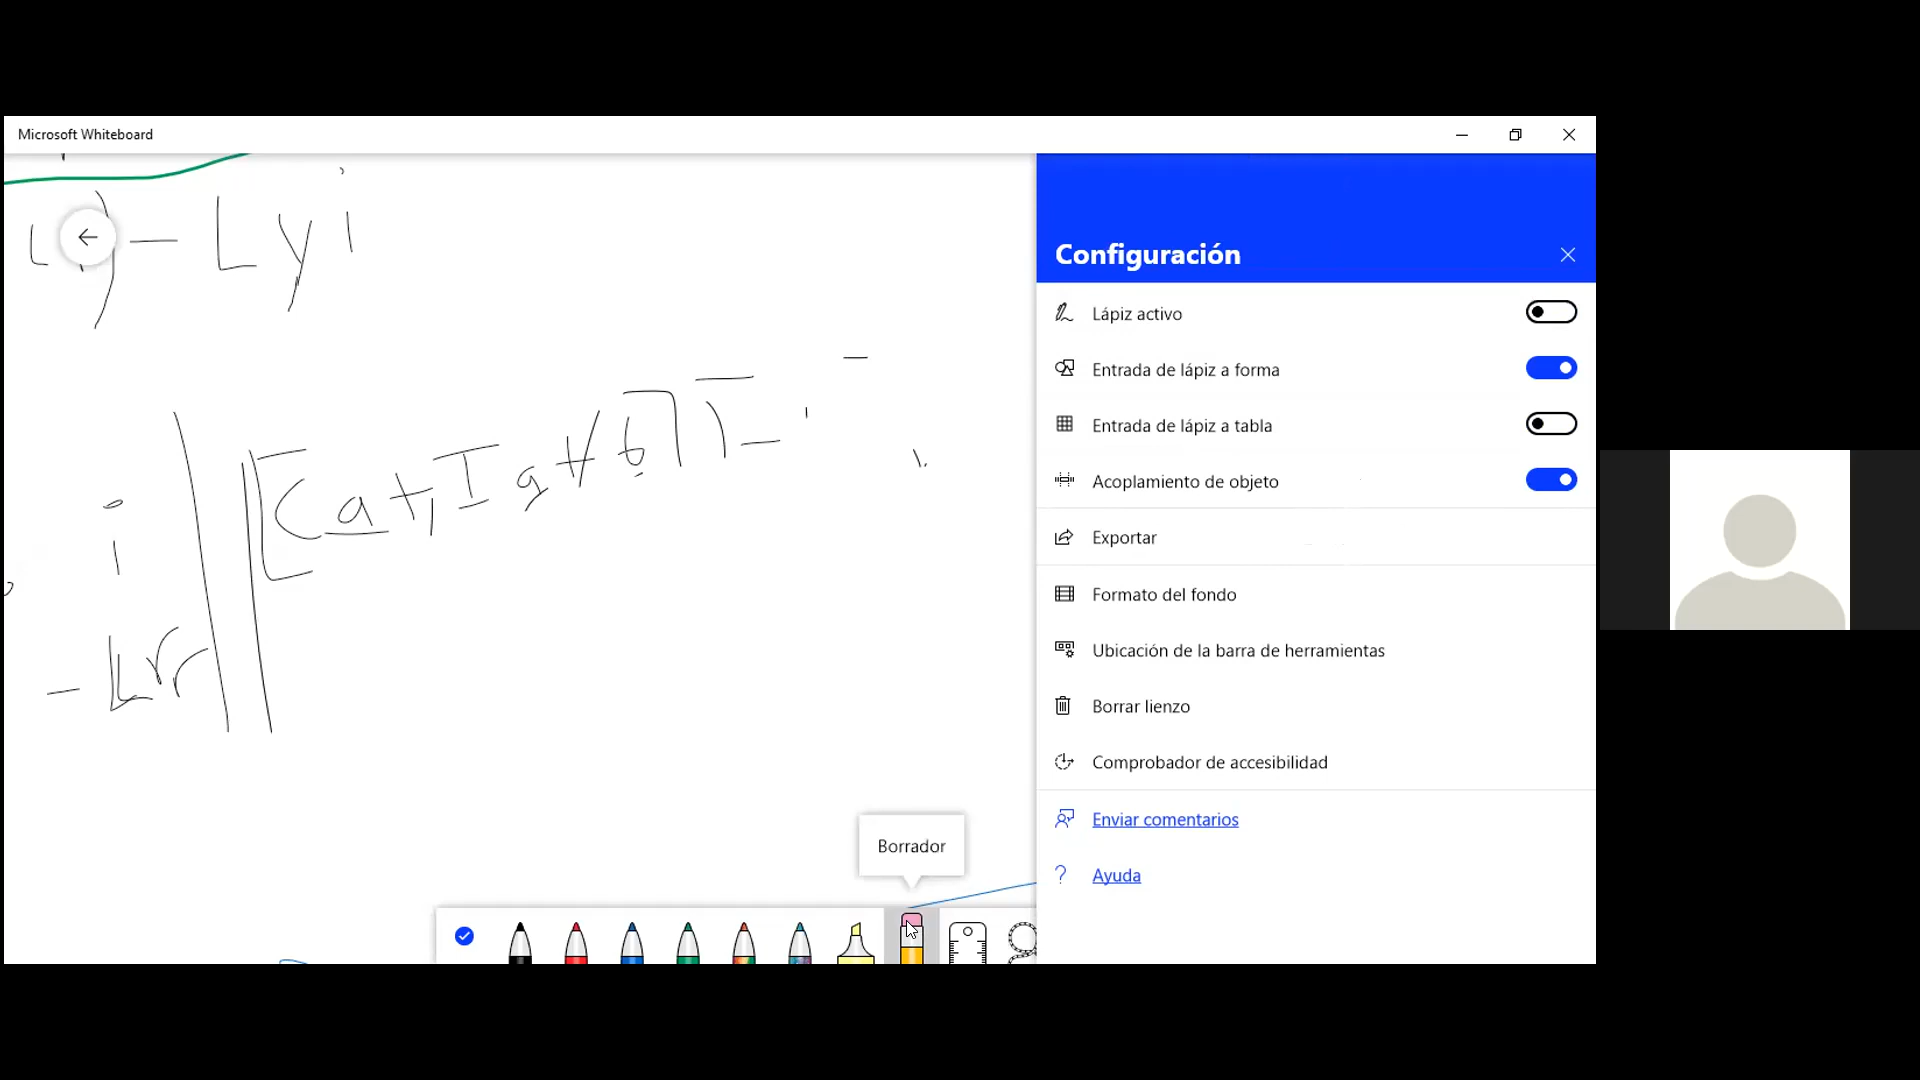 Microsoft Whiteboard
) — L y i
Configuración
Lápiz activo
Entrada de lápiz a forma
Entrada de lápiz a tabla
Acoplamiento de objeto
Exportar
Formato del fondo
Ubicación de la barra de herramientas
Borrar lienzo
Comprobador de accesibilidad
Enviar comentarios
Ayuda
Borrador